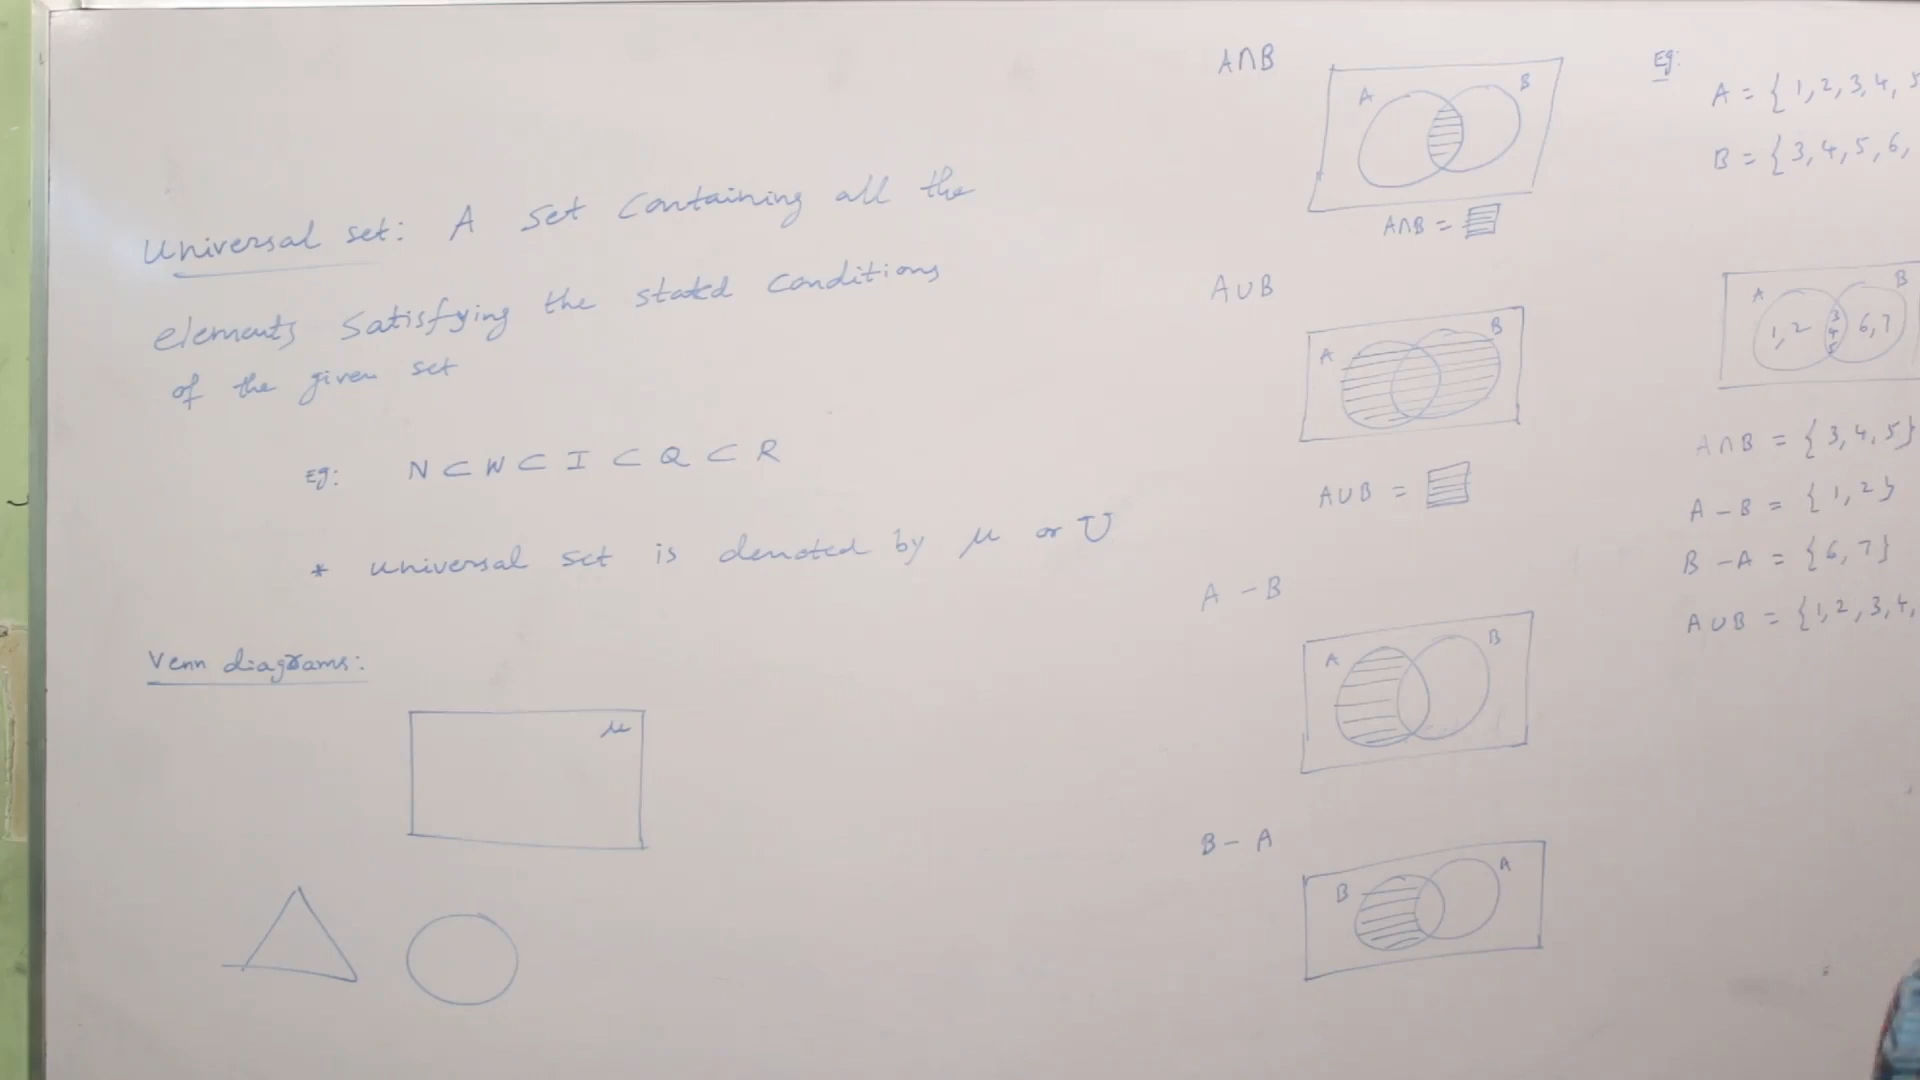 Universal set: A set containing all the
elements satisfying the stated conditions
of the given set
Eg: N ⊂ W ⊂ I ⊂ Q ⊂ R
* universal set is denoted by μ or U
Venn diagrams:
μ
A∩B
A B
A∩B =
A∪B
A B
A∪B =
A - B
A B
B - A
B A
Eg:
A = {1, 2, 3, 4, 5
B = {3, 4, 5, 6,
A B
1, 2 3 4 5 6, 7
A∩B = {3, 4, 5}
A - B = {1, 2}
B - A = {6, 7}
A∪B = {1, 2, 3, 4,